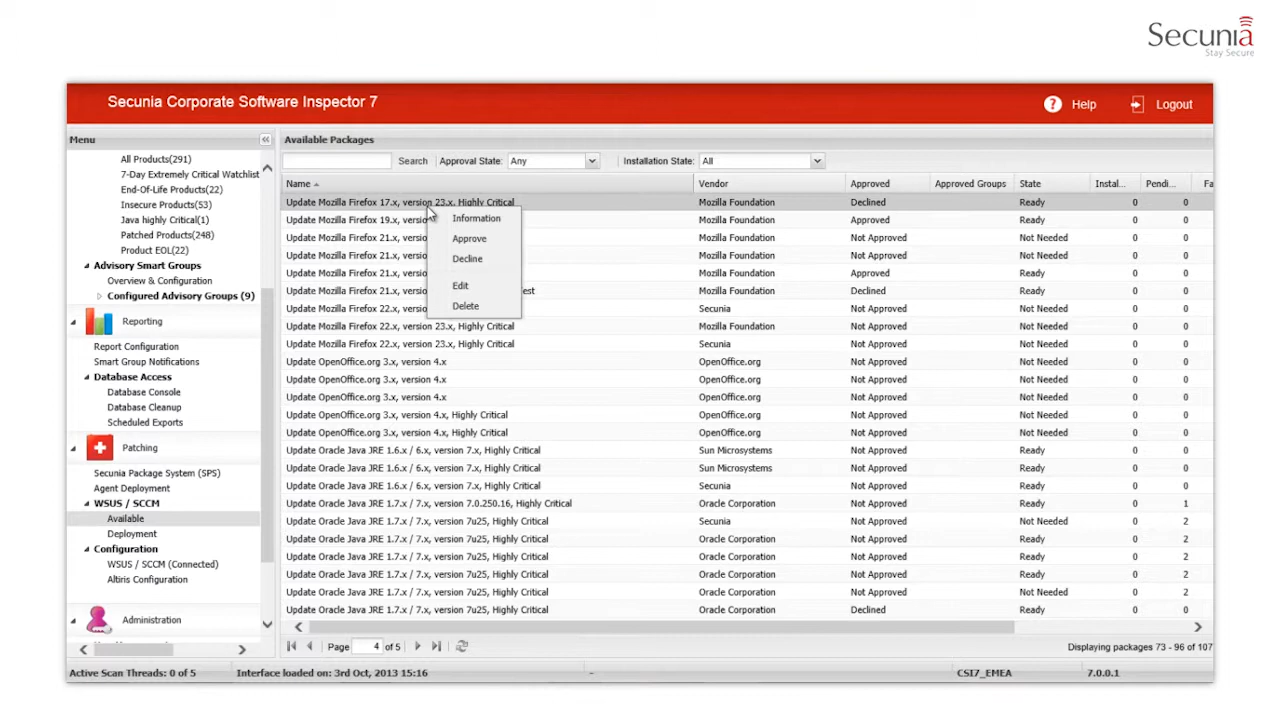 Secunia
Stay Secure
Secunia Corporate Software Inspector 7
? Help
Logout
Menu
All Products(291)
7-Day Extremely Critical Watchlist
End-Of-Life Products(22)
Insecure Products(53)
Java highly Critical(1)
Patched Products(248)
Product EOL(22)
Advisory Smart Groups
Overview & Configuration
Configured Advisory Groups (9)
Reporting
Report Configuration
Smart Group Notifications
Database Access
Database Console
Database Cleanup
Scheduled Exports
Patching
Secunia Package System (SPS)
Agent Deployment
WSUS / SCCM
Available
Deployment
Configuration
WSUS / SCCM (Connected)
Altiris Configuration
Administration
Available Packages
Search Approval State: Any Installation State: All
Name Vendor Approved Approved Groups State Instal... Pendi... Fa
Update Mozilla Firefox 17.x, version 23.x, Highly Critical Mozilla Foundation Declined Ready 0 0
Update Mozilla Firefox 19.x, versio Mozilla Foundation Approved Ready 0 0
Update Mozilla Firefox 21.x, versio Mozilla Foundation Not Approved Not Needed 0 0
Update Mozilla Firefox 21.x, versio Mozilla Foundation Not Approved Not Needed 0 0
Update Mozilla Firefox 21.x, versio Mozilla Foundation Approved Ready 0 0
Update Mozilla Firefox 21.x, versio est Mozilla Foundation Declined Ready 0 0
Update Mozilla Firefox 22.x, versio Secunia Not Approved Not Needed 0 0
Update Mozilla Firefox 22.x, version 23.x, Highly Critical Mozilla Foundation Not Approved Not Needed 0 0
Update Mozilla Firefox 22.x, version 23.x, Highly Critical Secunia Not Approved Not Needed 0 0
Update OpenOffice.org 3.x, version 4.x OpenOffice.org Not Approved Not Needed 0 0
Update OpenOffice.org 3.x, version 4.x OpenOffice.org Not Approved Not Needed 0 0
Update OpenOffice.org 3.x, version 4.x OpenOffice.org Not Approved Not Needed 0 0
Update OpenOffice.org 3.x, version 4.x, Highly Critical OpenOffice.org Not Approved Not Needed 0 0
Update OpenOffice.org 3.x, version 4.x, Highly Critical OpenOffice.org Not Approved Not Needed 0 0
Update Oracle Java JRE 1.6.x / 6.x, version 7.x, Highly Critical Sun Microsystems Not Approved Ready 0 0
Update Oracle Java JRE 1.6.x / 6.x, version 7.x, Highly Critical Sun Microsystems Not Approved Ready 0 0
Update Oracle Java JRE 1.6.x / 6.x, version 7.x, Highly Critical Secunia Not Approved Not Needed 0 0
Update Oracle Java JRE 1.7.x / 7.x, version 7.0.250.16, Highly Critical Oracle Corporation Not Approved Ready 0 1
Update Oracle Java JRE 1.7.x / 7.x, version 7u25, Highly Critical Secunia Not Approved Not Needed 0 2
Update Oracle Java JRE 1.7.x / 7.x, version 7u25, Highly Critical Oracle Corporation Not Approved Ready 0 2
Update Oracle Java JRE 1.7.x / 7.x, version 7u25, Highly Critical Oracle Corporation Not Approved Ready 0 2
Update Oracle Java JRE 1.7.x / 7.x, version 7u25, Highly Critical Oracle Corporation Not Approved Ready 0 2
Update Oracle Java JRE 1.7.x / 7.x, version 7u25, Highly Critical Oracle Corporation Not Approved Not Needed 0 2
Update Oracle Java JRE 1.7.x / 7.x, version 7u25, Highly Critical Oracle Corporation Declined Ready 0 0
Information
Approve
Decline
Edit
Delete
Page 4 of 5 Displaying packages 73 - 96 of 107
Active Scan Threads: 0 of 5 Interface loaded on: 3rd Oct, 2013 15:16 - CSI7_EMEA 7.0.0.1